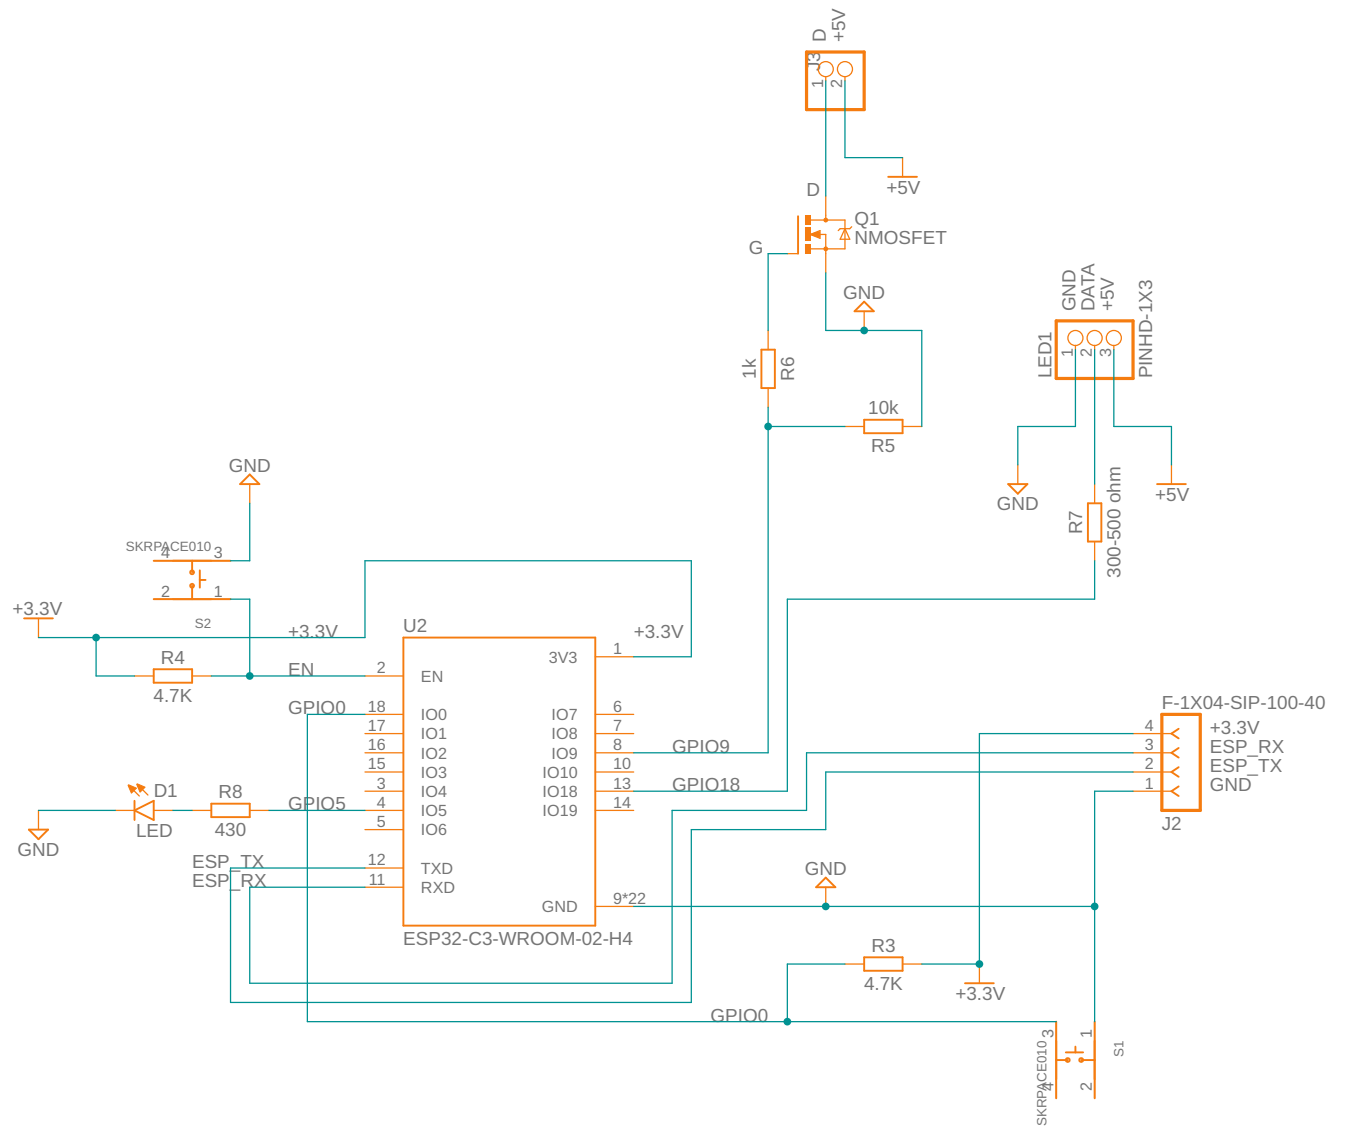 D
+5V
J3
1
2
+5V
D
Q1
NMOSFET
G
GND
1k
R6
10k
R5
GND
DATA
+5V
LED1
1
2
3
PINHD-1X3
GND
+5V
R7
300-500 ohm
GND
SKRPACE010
4
3
2
1
S2
+3.3V
+3.3V
R4
4.7K
EN
U2
+3.3V
2
EN
3V3
1
GPIO0
18
IO0
IO7
6
17
IO1
IO8
7
16
IO2
IO9
8
GPIO9
15
IO3
IO10
10
3
IO4
IO18
13
GPIO18
GPIO5
4
IO5
IO19
14
5
IO6
D1
LED
R8
430
GND
ESP_TX
12
TXD
ESP_RX
11
RXD
GND
9*22
ESP32-C3-WROOM-02-H4
F-1X04-SIP-100-40
4
+3.3V
3
ESP_RX
2
ESP_TX
1
GND
J2
GND
R3
4.7K
+3.3V
GPIO0
3
1
4
2
SKRPACE010
S1